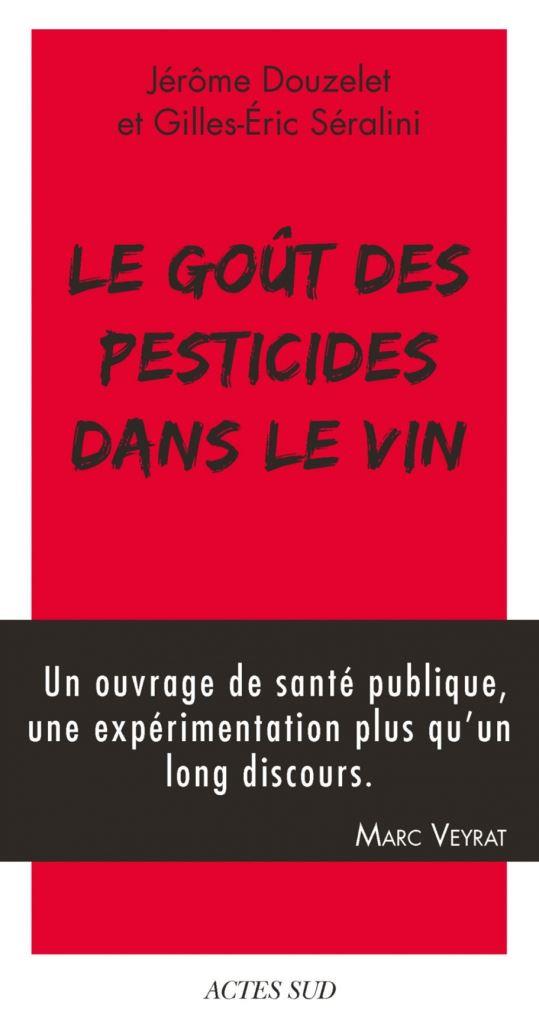 Jérôme Douzelet
et Gilles-Éric Séralini
LE GOÛT DES
PESTICIDES
DANS LE VIN
Un ouvrage de santé publique,
une expérimentation plus qu'un
long discours.
MARC VEYRAT
ACTES SUD